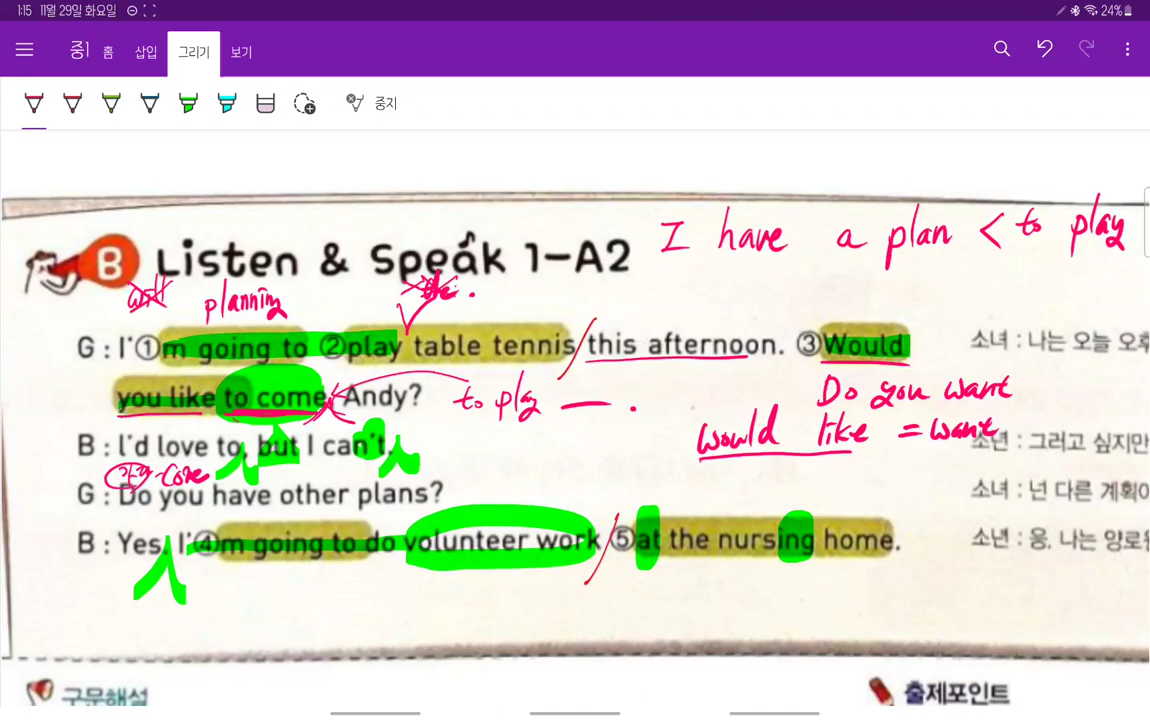 1:15 11월 29일 화요일 24%
중1 홈 삽입 그리기 보기
중지
I have a plan < to play
B Listen & Speak 1-A2
planning
G : I'①m going to ②play table tennis this afternoon. ③Would 소녀 : 나는 오늘 오후
you like to come, Andy? to play Do you want
would like = want
B : I'd love to, but I can't. 소년 : 그러고 싶지만
come
G : Do you have other plans? 소녀 : 넌 다른 계획이
B : Yes. I'④m going to do volunteer work ⑤at the nursing home. 소년 : 응. 나는 양로원
구문해설 출제포인트